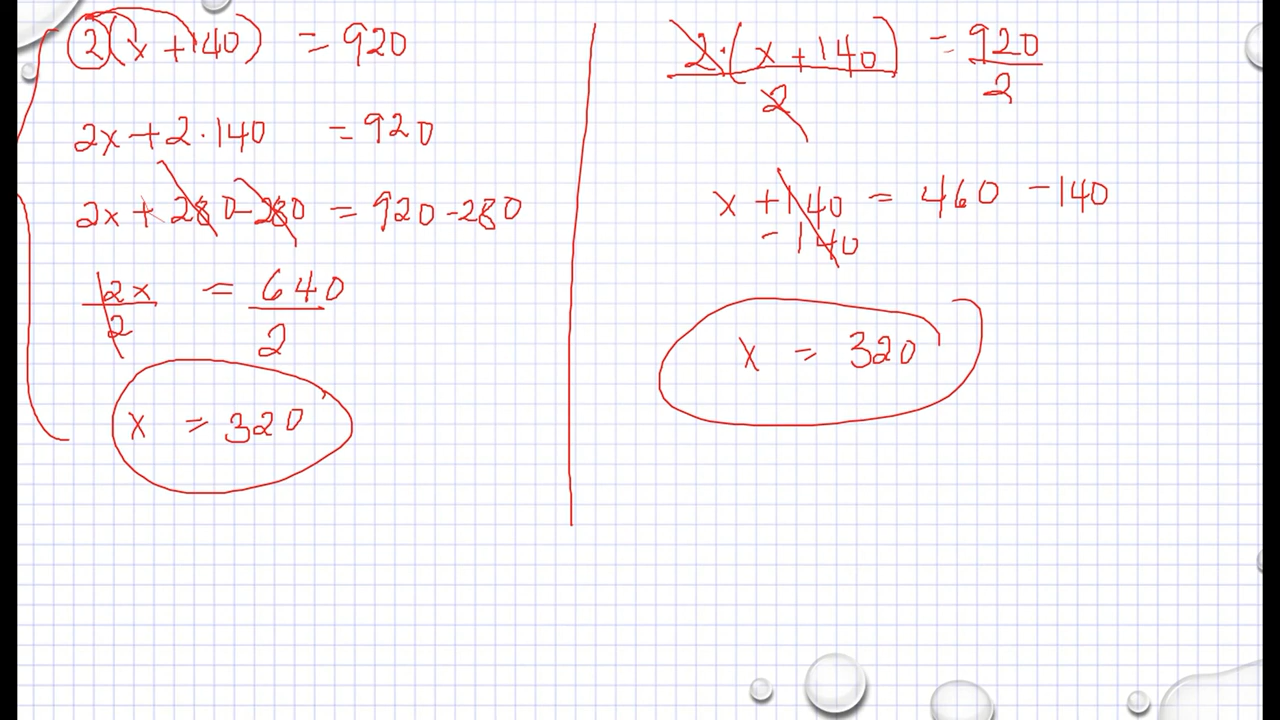 2(x + 140) = 920
2x + 2 . 140 = 920
2x + 280 - 280 = 920 - 280
2x = 640
2 2
x = 320
2 . (x + 140) = 920
2 2
x + 140 = 460 - 140
- 140
x = 320